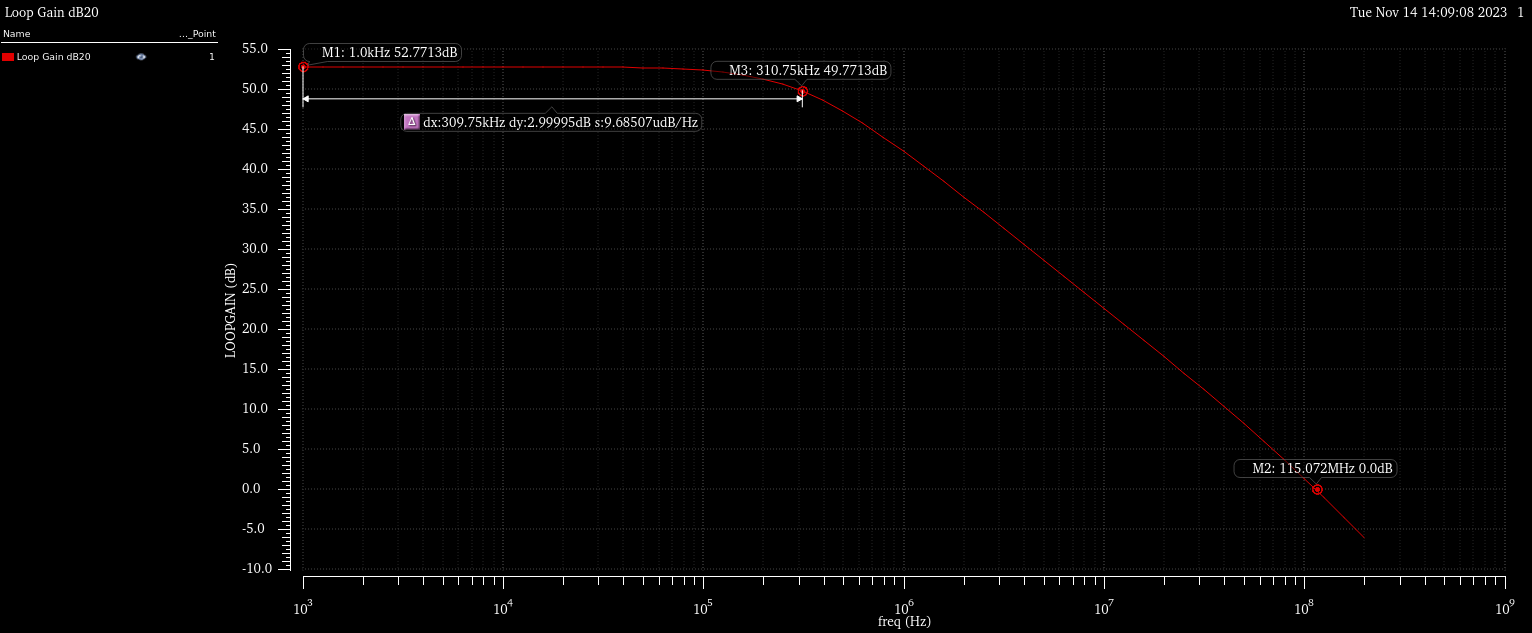 Loop Gain dB20
Tue Nov 14 14:09:08 2023 1
Name ..._Point
Loop Gain dB20 1
M1: 1.0kHz 52.7713dB
M3: 310.75kHz 49.7713dB
Δ dx:309.75kHz dy:2.99995dB s:9.68507udB/Hz
M2: 115.072MHz 0.0dB
LOOPGAIN (dB)
55.0
50.0
45.0
40.0
35.0
30.0
25.0
20.0
15.0
10.0
5.0
0.0
-5.0
-10.0
10³ 10⁴ 10⁵ 10⁶ 10⁷ 10⁸ 10⁹
freq (Hz)